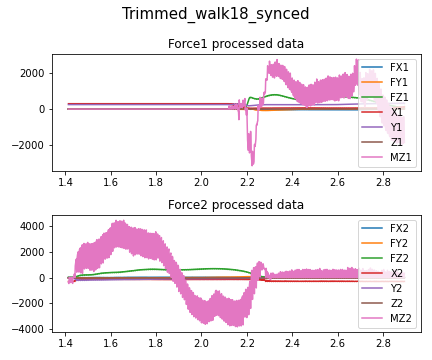 Trimmed_walk18_synced
Force1 processed data
2000
0
−2000
FX1
FY1
FZ1
X1
Y1
Z1
MZ1
1.4 1.6 1.8 2.0 2.2 2.4 2.6 2.8
Force2 processed data
4000
2000
0
−2000
−4000
FX2
FY2
FZ2
X2
Y2
Z2
MZ2
1.4 1.6 1.8 2.0 2.2 2.4 2.6 2.8